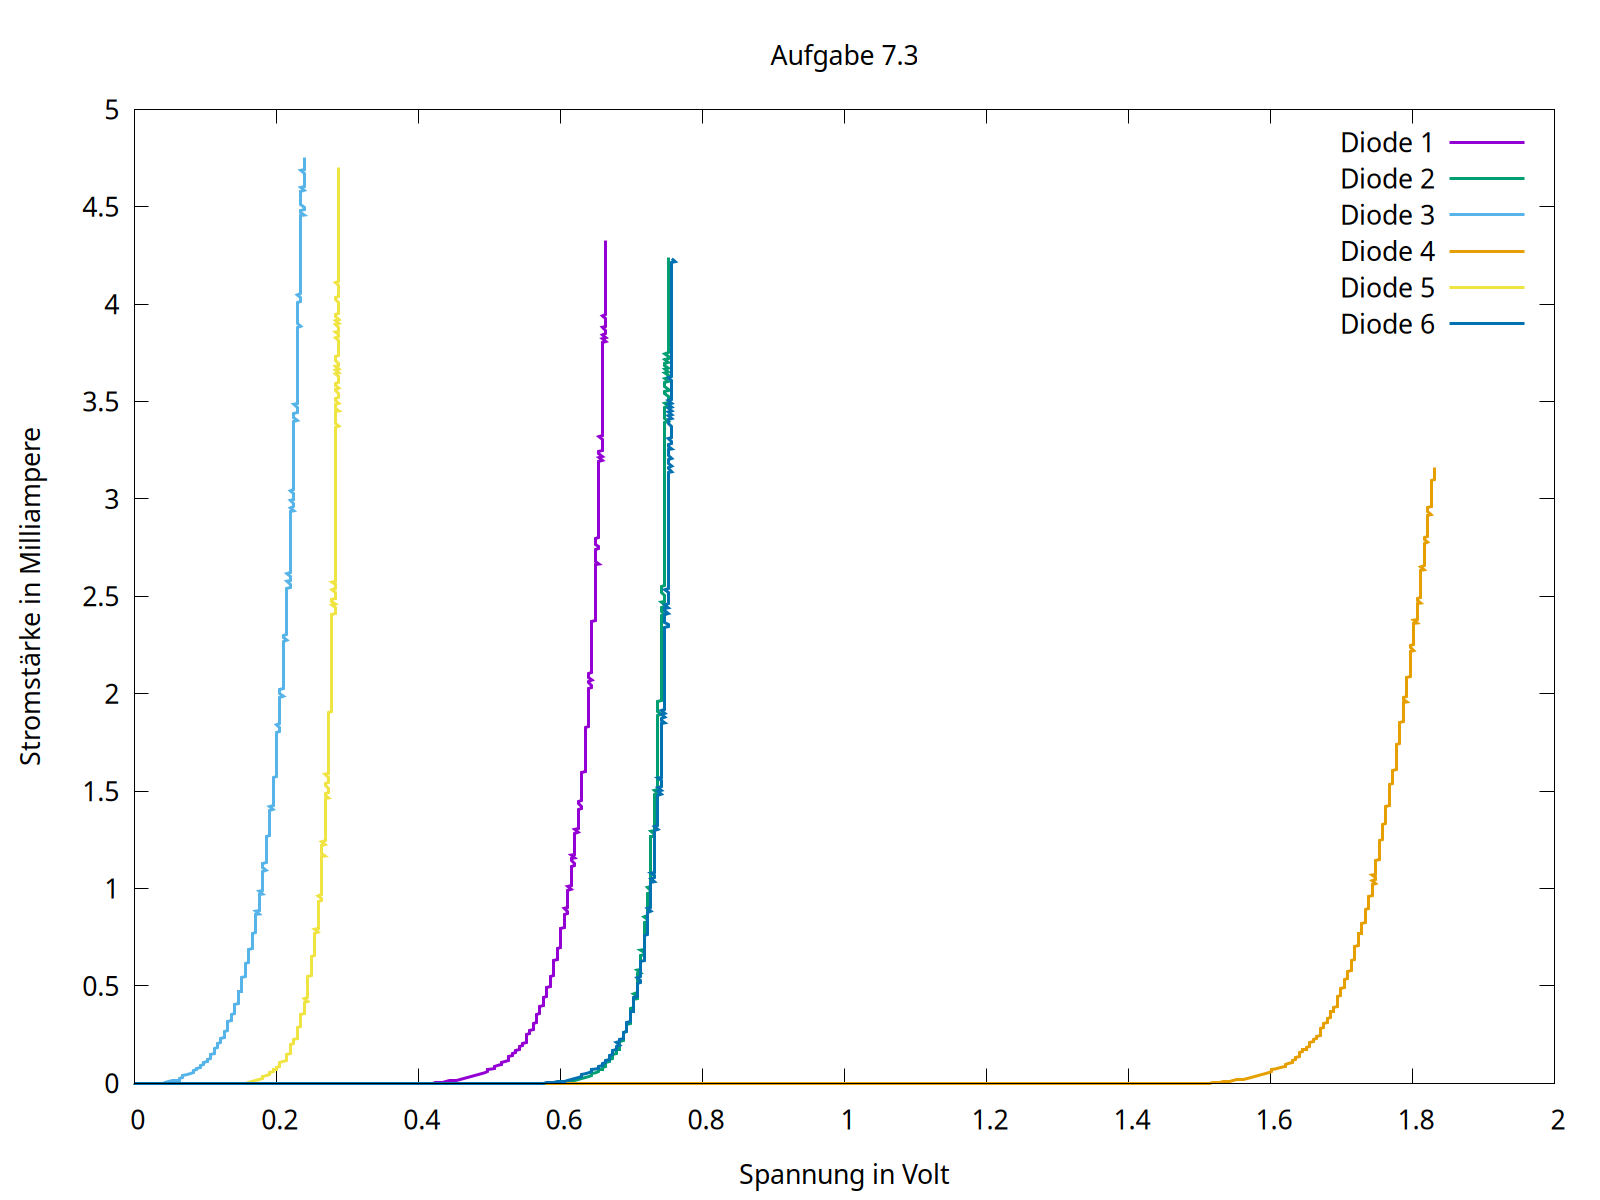 Aufgabe 7.3
5
4.5
4
3.5
3
2.5
2
1.5
1
0.5
0
0 0.2 0.4 0.6 0.8 1 1.2 1.4 1.6 1.8 2
Stromstärke in Milliampere
Spannung in Volt
Diode 1
Diode 2
Diode 3
Diode 4
Diode 5
Diode 6